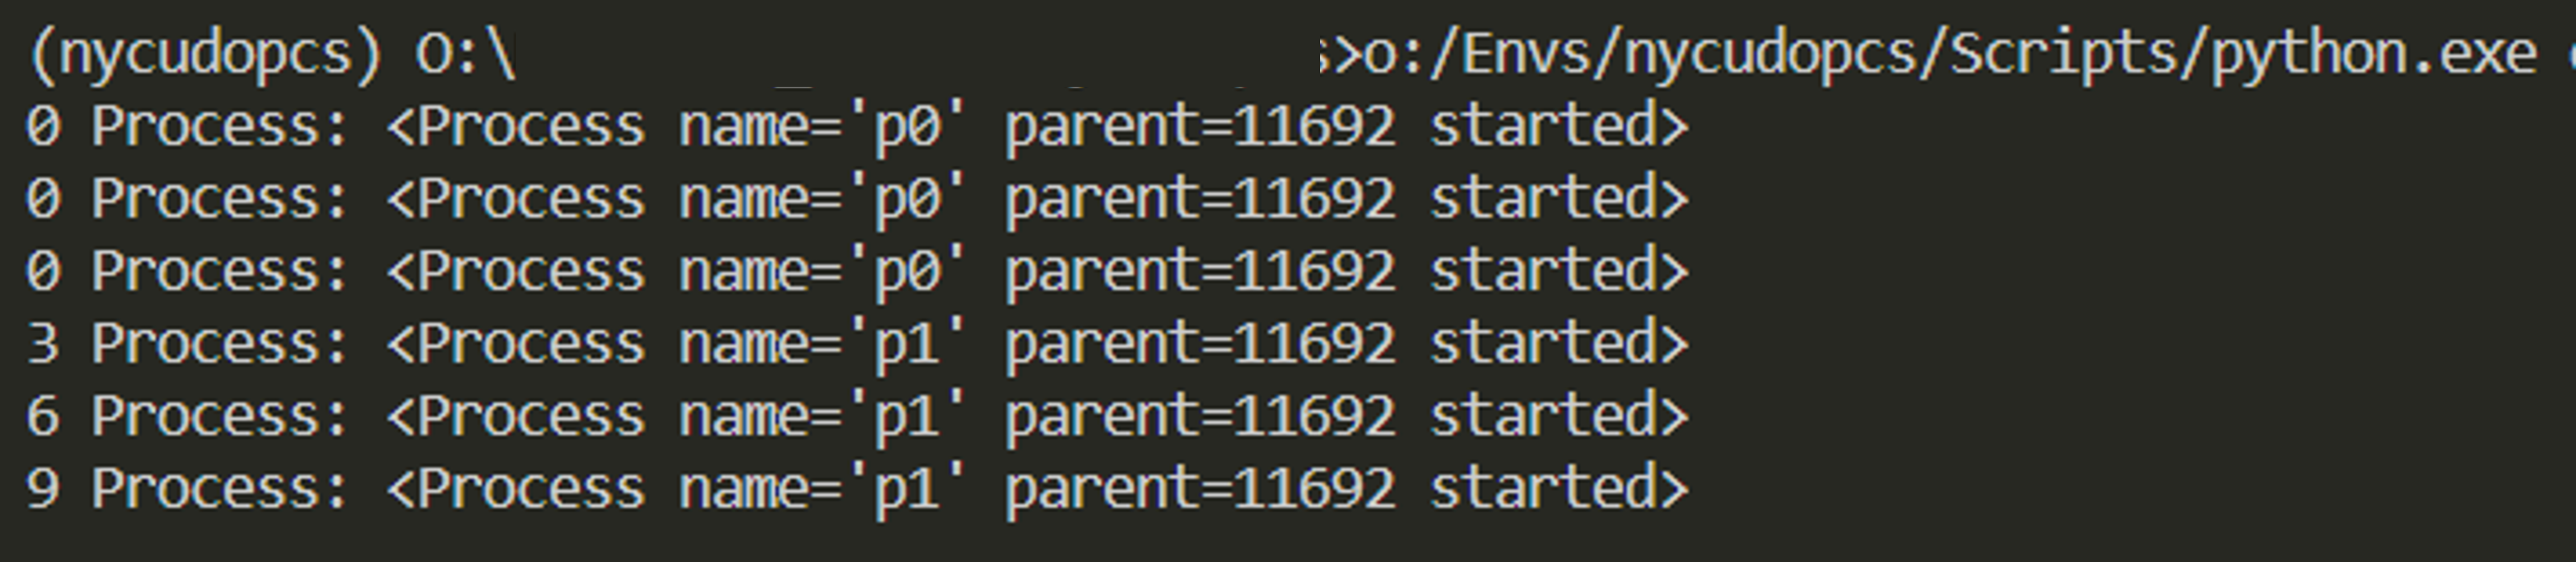 (nycudopcs) O:\ >o:/Envs/nycudopcs/Scripts/python.exe
0 Process: <Process name='p0' parent=11692 started>
0 Process: <Process name='p0' parent=11692 started>
0 Process: <Process name='p0' parent=11692 started>
3 Process: <Process name='p1' parent=11692 started>
6 Process: <Process name='p1' parent=11692 started>
9 Process: <Process name='p1' parent=11692 started>